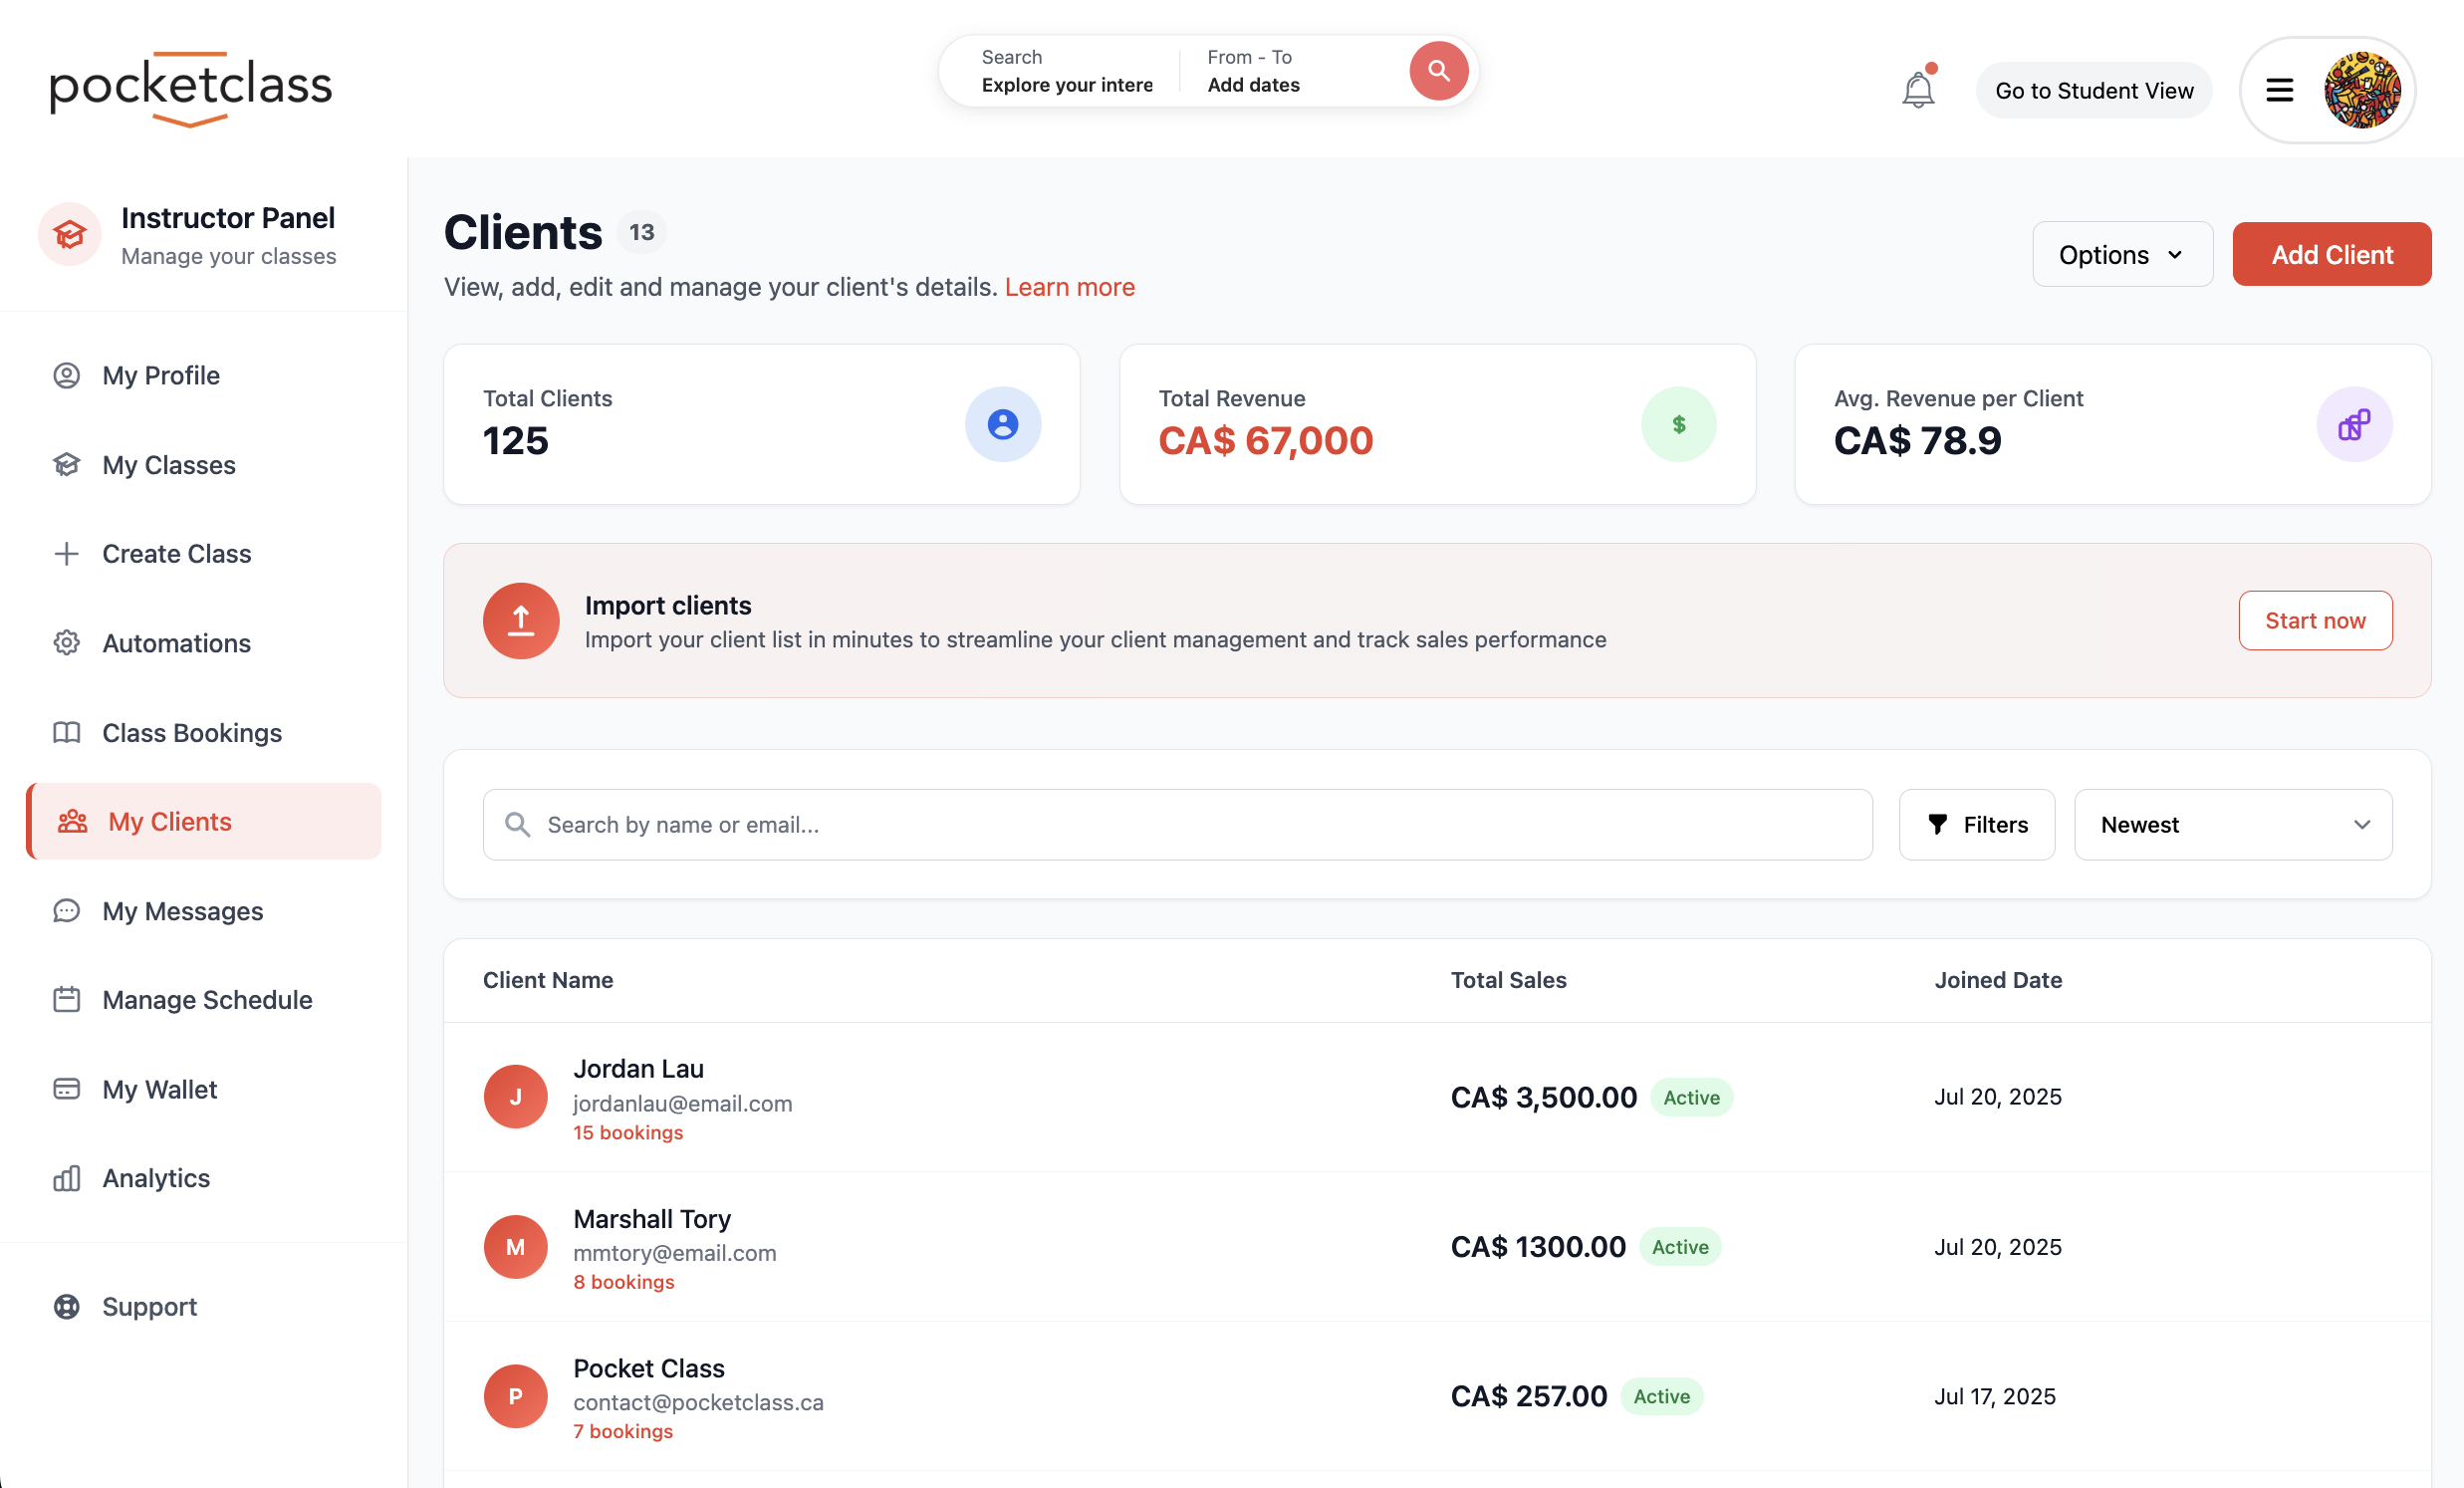 pocketclass
Search
Explore your intere
From - To
Add dates
Go to Student View
Instructor Panel
Manage your classes
My Profile
My Classes
Create Class
Automations
Class Bookings
My Clients
My Messages
Manage Schedule
My Wallet
Analytics
Support
Clients 13
View, add, edit and manage your client's details. Learn more
Options
Add Client
Total Clients
125
Total Revenue
CA$ 67,000
$
Avg. Revenue per Client
CA$ 78.9
Import clients
Import your client list in minutes to streamline your client management and track sales performance
Start now
Search by name or email...
Filters
Newest
Client Name Total Sales Joined Date
J
Jordan Lau
jordanlau@email.com
15 bookings
CA$ 3,500.00 Active
Jul 20, 2025
M
Marshall Tory
mmtory@email.com
8 bookings
CA$ 1300.00 Active
Jul 20, 2025
P
Pocket Class
contact@pocketclass.ca
7 bookings
CA$ 257.00 Active
Jul 17, 2025